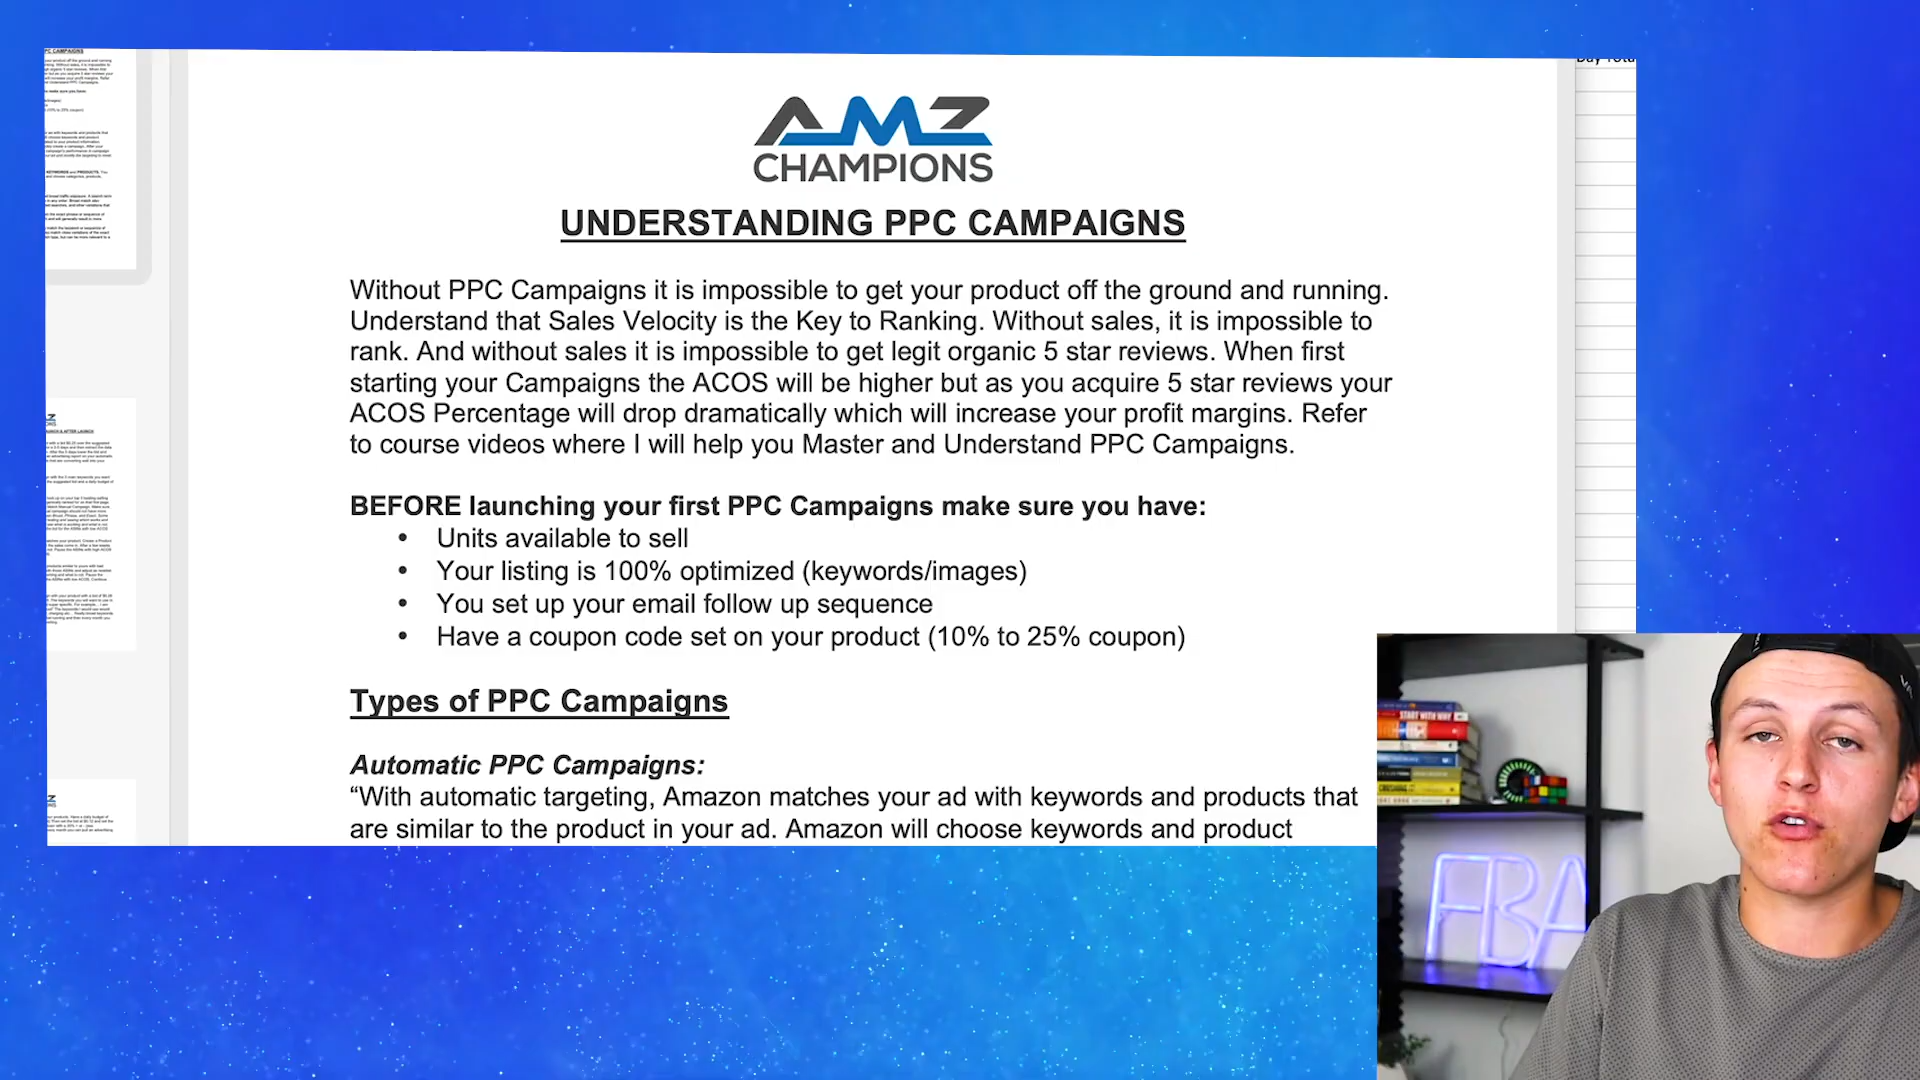 AMZ
CHAMPIONS
UNDERSTANDING PPC CAMPAIGNS
Without PPC Campaigns it is impossible to get your product off the ground and running.
Understand that Sales Velocity is the Key to Ranking. Without sales, it is impossible to
rank. And without sales it is impossible to get legit organic 5 star reviews. When first
starting your Campaigns the ACOS will be higher but as you acquire 5 star reviews your
ACOS Percentage will drop dramatically which will increase your profit margins. Refer
to course videos where I will help you Master and Understand PPC Campaigns.
BEFORE launching your first PPC Campaigns make sure you have:
• Units available to sell
• Your listing is 100% optimized (keywords/images)
• You set up your email follow up sequence
• Have a coupon code set on your product (10% to 25% coupon)
Types of PPC Campaigns
Automatic PPC Campaigns:
“With automatic targeting, Amazon matches your ad with keywords and products that
are similar to the product in your ad. Amazon will choose keywords and product
START WITH WHY
FBA